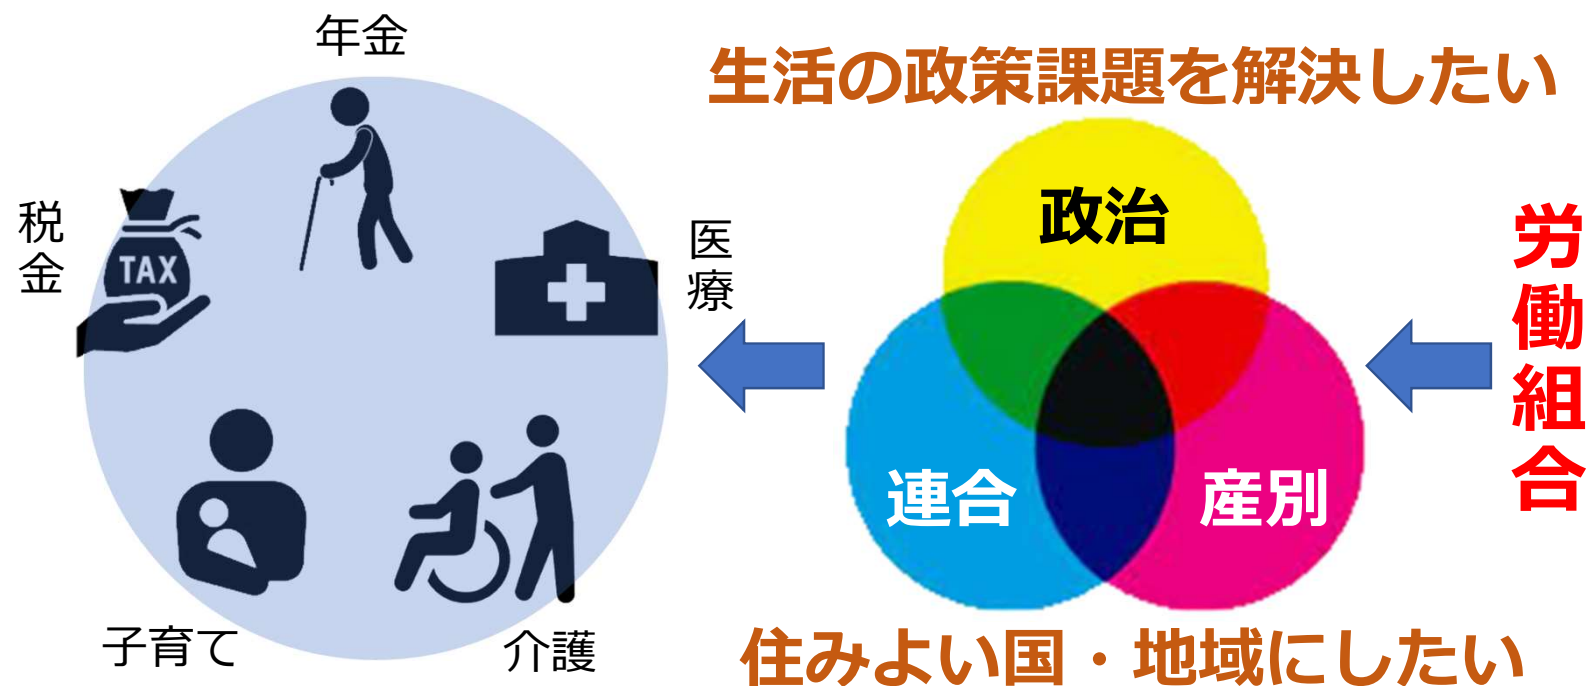 年金
生活の政策課題を解決したい
税金
TAX
医療
政治
労働組合
連合
産別
子育て
介護
住みよい国・地域にしたい